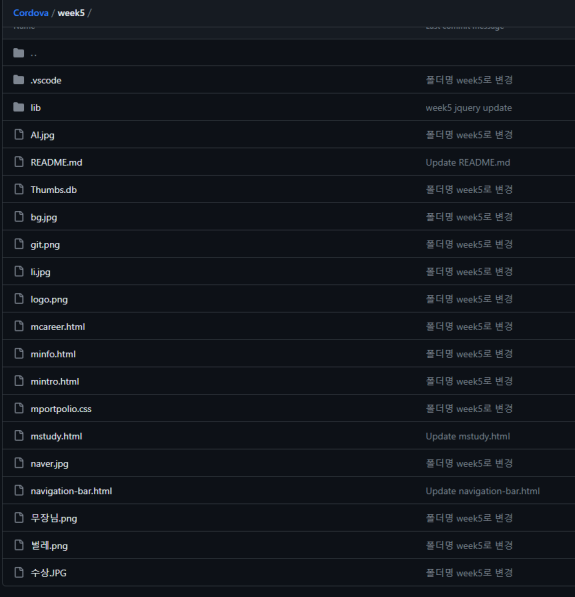 Cordova / week5 /
Name Last commit message
..
.vscode 폴더명 week5로 변경
lib week5 jquery update
AI.jpg 폴더명 week5로 변경
README.md Update README.md
Thumbs.db 폴더명 week5로 변경
bg.jpg 폴더명 week5로 변경
git.png 폴더명 week5로 변경
li.jpg 폴더명 week5로 변경
logo.png 폴더명 week5로 변경
mcareer.html 폴더명 week5로 변경
minfo.html 폴더명 week5로 변경
mintro.html 폴더명 week5로 변경
mportpolio.css 폴더명 week5로 변경
mstudy.html Update mstudy.html
naver.jpg 폴더명 week5로 변경
navigation-bar.html Update navigation-bar.html
무장님.png 폴더명 week5로 변경
벌레.png 폴더명 week5로 변경
수상.JPG 폴더명 week5로 변경